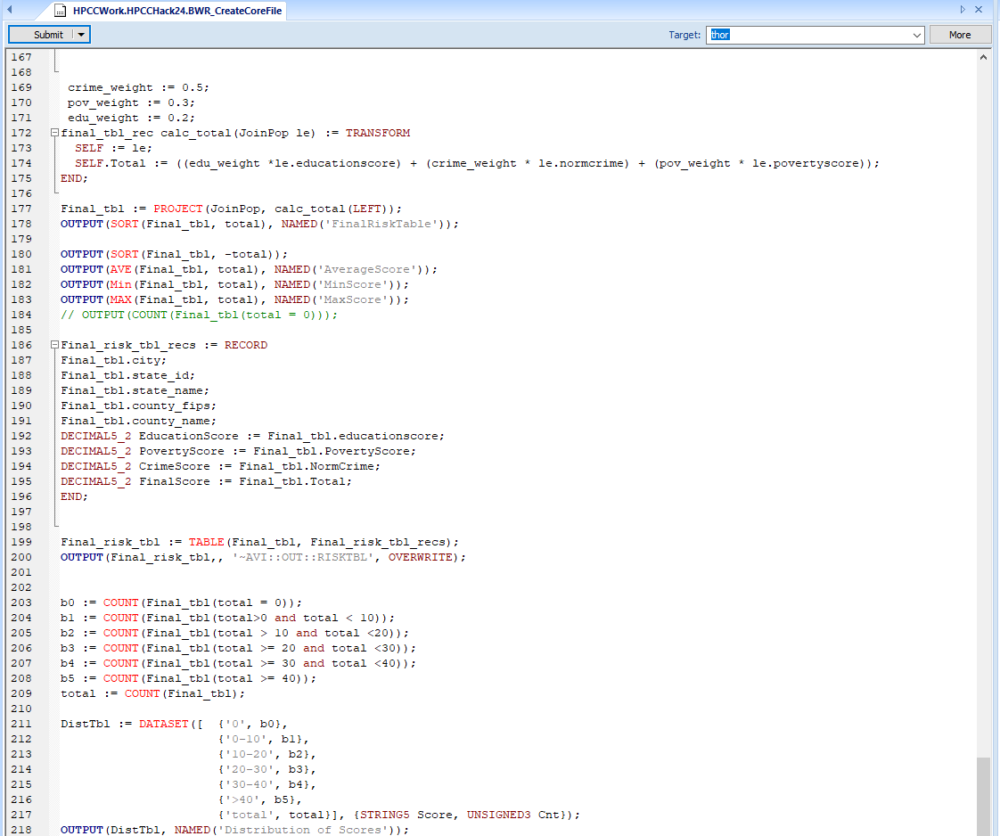 HPCCWork.HPCCHack24.BWR_CreateCoreFile
Submit
Target: thor
More
167
168
169 crime_weight := 0.5;
170 pov_weight := 0.3;
171 edu_weight := 0.2;
172 final_tbl_rec calc_total(JoinPop le) := TRANSFORM
173 SELF := le;
174 SELF.Total := ((edu_weight *le.educationscore) + (crime_weight * le.normcrime) + (pov_weight * le.povertyscore));
175 END;
176
177 Final_tbl := PROJECT(JoinPop, calc_total(LEFT));
178 OUTPUT(SORT(Final_tbl, total), NAMED('FinalRiskTable'));
179
180 OUTPUT(SORT(Final_tbl, -total));
181 OUTPUT(AVE(Final_tbl, total), NAMED('AverageScore'));
182 OUTPUT(Min(Final_tbl, total), NAMED('MinScore'));
183 OUTPUT(MAX(Final_tbl, total), NAMED('MaxScore'));
184 // OUTPUT(COUNT(Final_tbl(total = 0)));
185
186 Final_risk_tbl_recs := RECORD
187 Final_tbl.city;
188 Final_tbl.state_id;
189 Final_tbl.state_name;
190 Final_tbl.county_fips;
191 Final_tbl.county_name;
192 DECIMAL5_2 EducationScore := Final_tbl.educationscore;
193 DECIMAL5_2 PovertyScore := Final_tbl.PovertyScore;
194 DECIMAL5_2 CrimeScore := Final_tbl.NormCrime;
195 DECIMAL5_2 FinalScore := Final_tbl.Total;
196 END;
197
198
199 Final_risk_tbl := TABLE(Final_tbl, Final_risk_tbl_recs);
200 OUTPUT(Final_risk_tbl,, '~AVI::OUT::RISKTBL', OVERWRITE);
201
202
203 b0 := COUNT(Final_tbl(total = 0));
204 b1 := COUNT(Final_tbl(total>0 and total < 10));
205 b2 := COUNT(Final_tbl(total > 10 and total <20));
206 b3 := COUNT(Final_tbl(total >= 20 and total <30));
207 b4 := COUNT(Final_tbl(total >= 30 and total <40));
208 b5 := COUNT(Final_tbl(total >= 40));
209 total := COUNT(Final_tbl);
210
211 DistTbl := DATASET([ {'0', b0},
212 {'0-10', b1},
213 {'10-20', b2},
214 {'20-30', b3},
215 {'30-40', b4},
216 {'>40', b5},
217 {'total', total}], {STRING5 Score, UNSIGNED3 Cnt});
218 OUTPUT(DistTbl, NAMED('Distribution of Scores'));